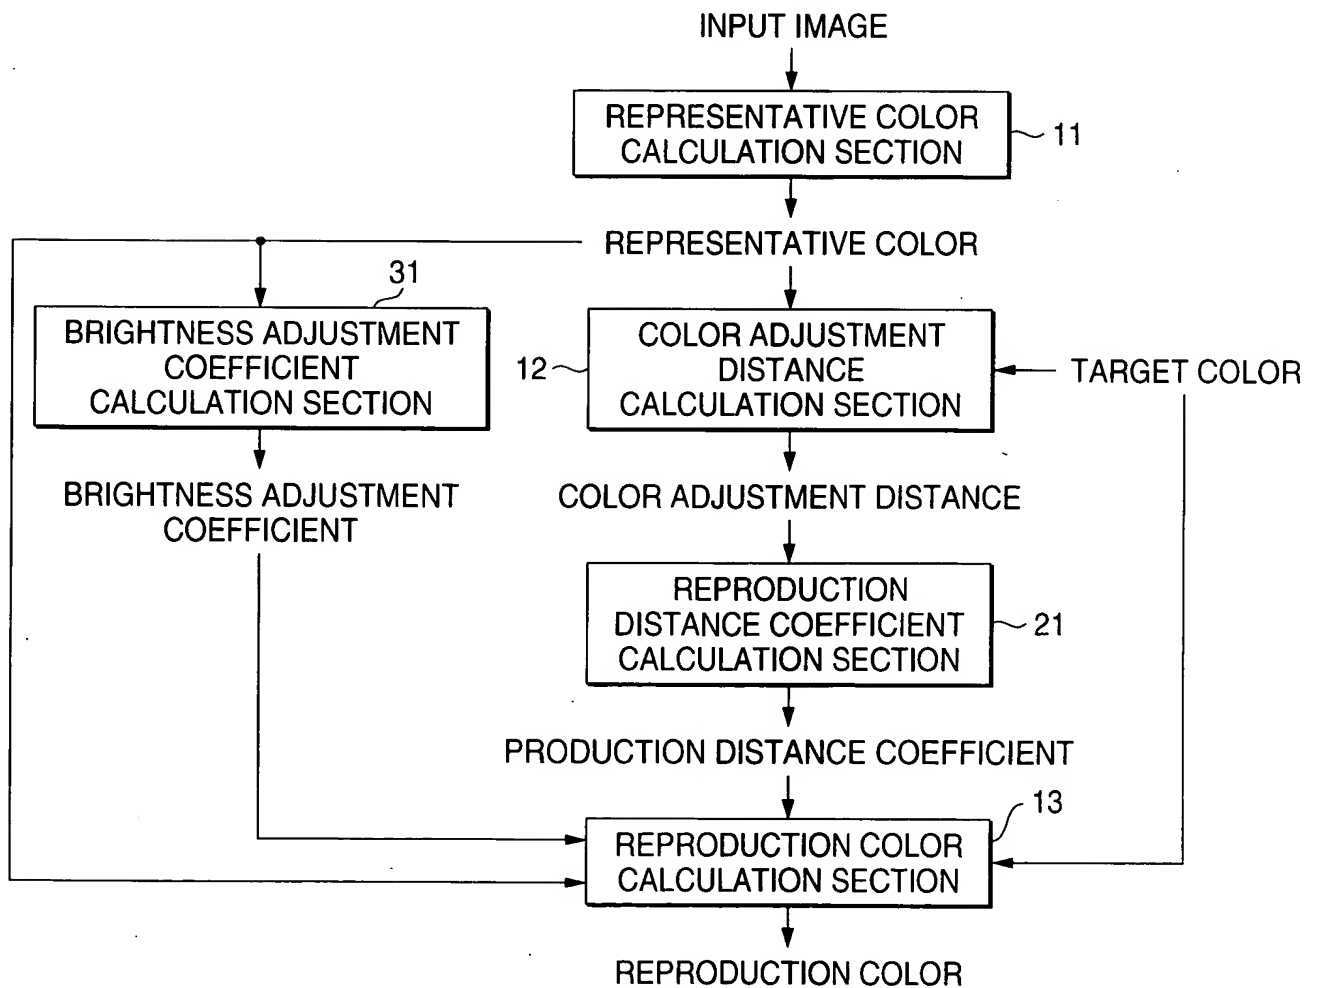 INPUT IMAGE
REPRESENTATIVE COLOR
CALCULATION SECTION
11
REPRESENTATIVE COLOR
31
BRIGHTNESS ADJUSTMENT
COEFFICIENT
CALCULATION SECTION
12
COLOR ADJUSTMENT
DISTANCE
CALCULATION SECTION
TARGET COLOR
BRIGHTNESS ADJUSTMENT
COEFFICIENT
COLOR ADJUSTMENT DISTANCE
REPRODUCTION
DISTANCE COEFFICIENT
CALCULATION SECTION
21
PRODUCTION DISTANCE COEFFICIENT
13
REPRODUCTION COLOR
CALCULATION SECTION
REPRODUCTION COLOR